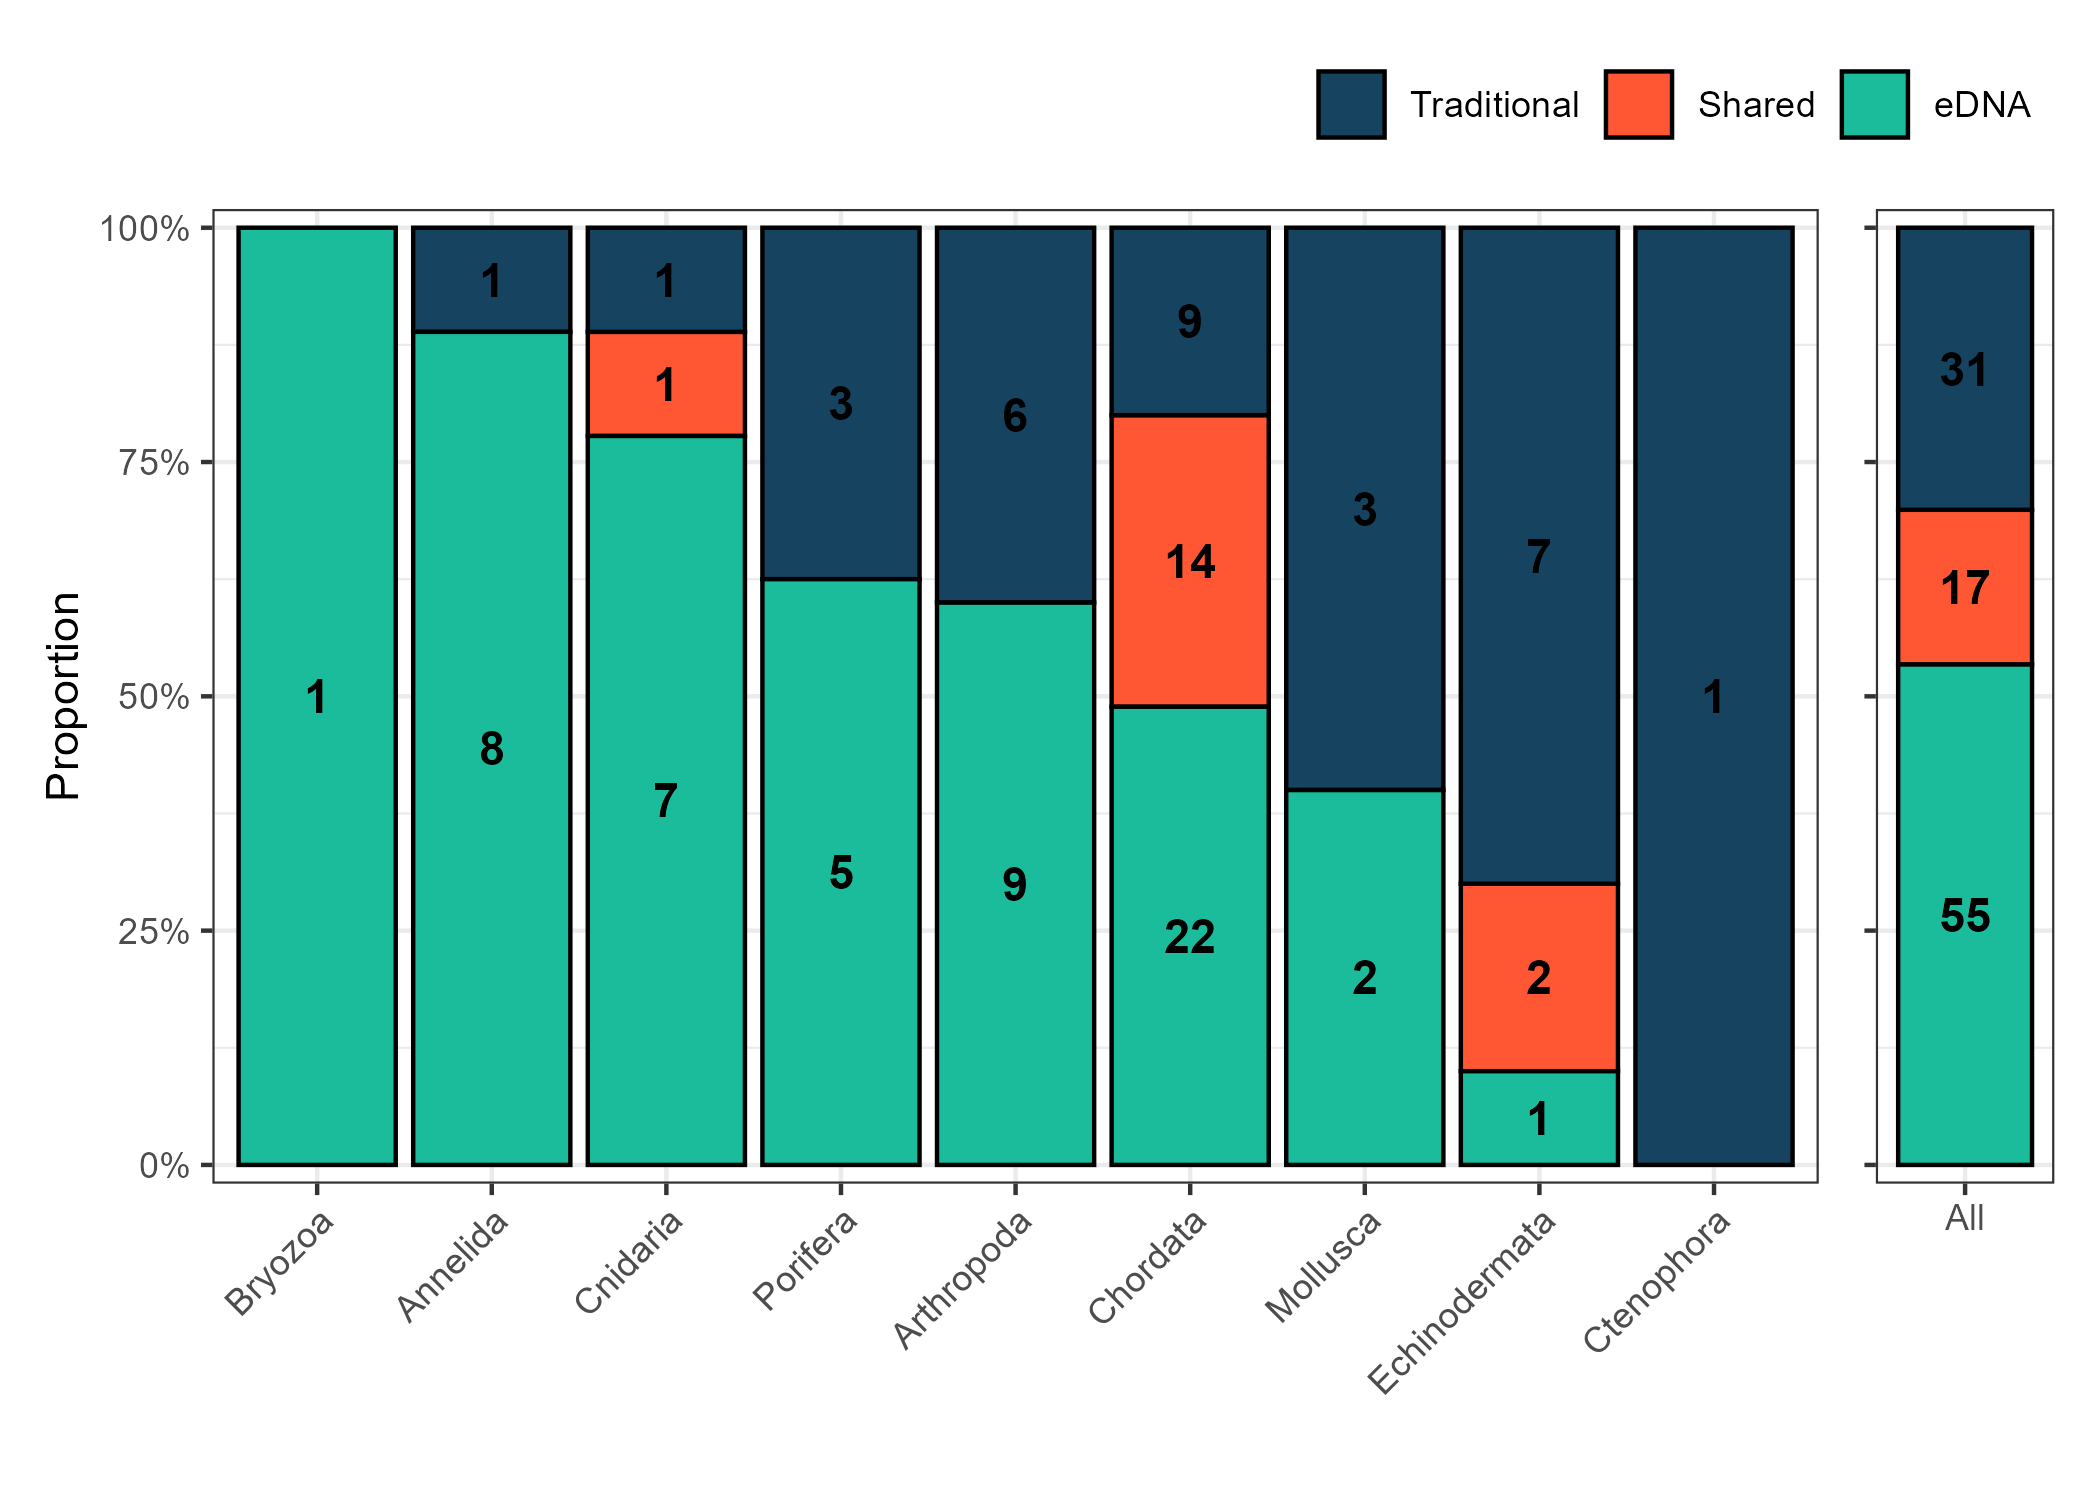 Traditional Shared eDNA
Proportion
100%
75%
50%
25%
0%
1
1
8
1
1
7
3
5
6
9
9
14
22
3
2
7
2
1
1
31
17
55
Bryozoa
Annelida
Cnidaria
Porifera
Arthropoda
Chordata
Mollusca
Echinodermata
Ctenophora
All